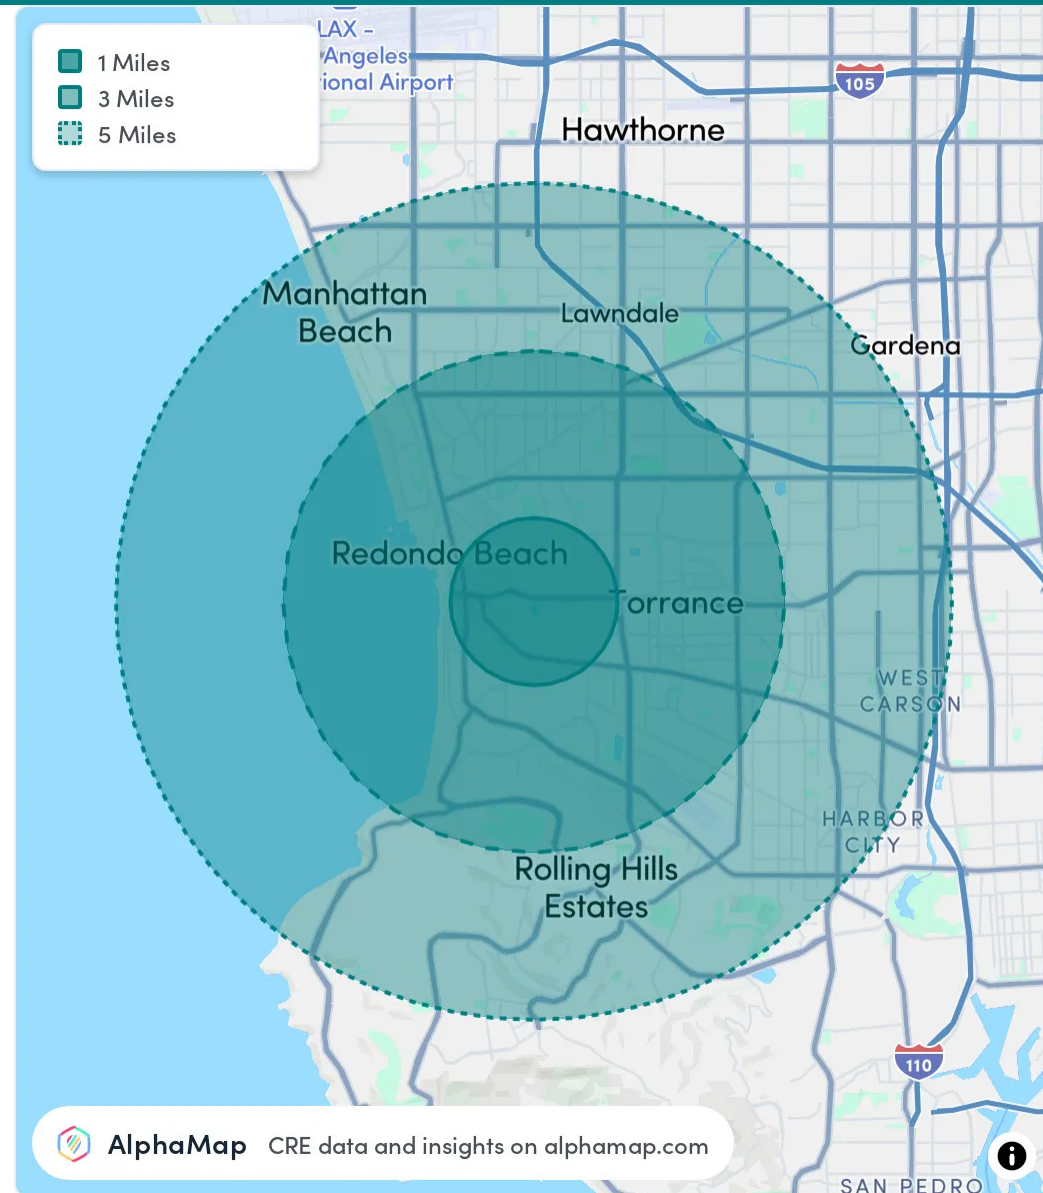 1 Miles
3 Miles
5 Miles
LAX -
Angeles
ional Airport
105
Hawthorne
Manhattan
Beach
Lawndale
Gardena
Redondo Beach
Torrance
WEST
CARSON
HARBOR
CITY
Rolling Hills
Estates
110
AlphaMap CRE data and insights on alphamap.com
SAN PEDRO